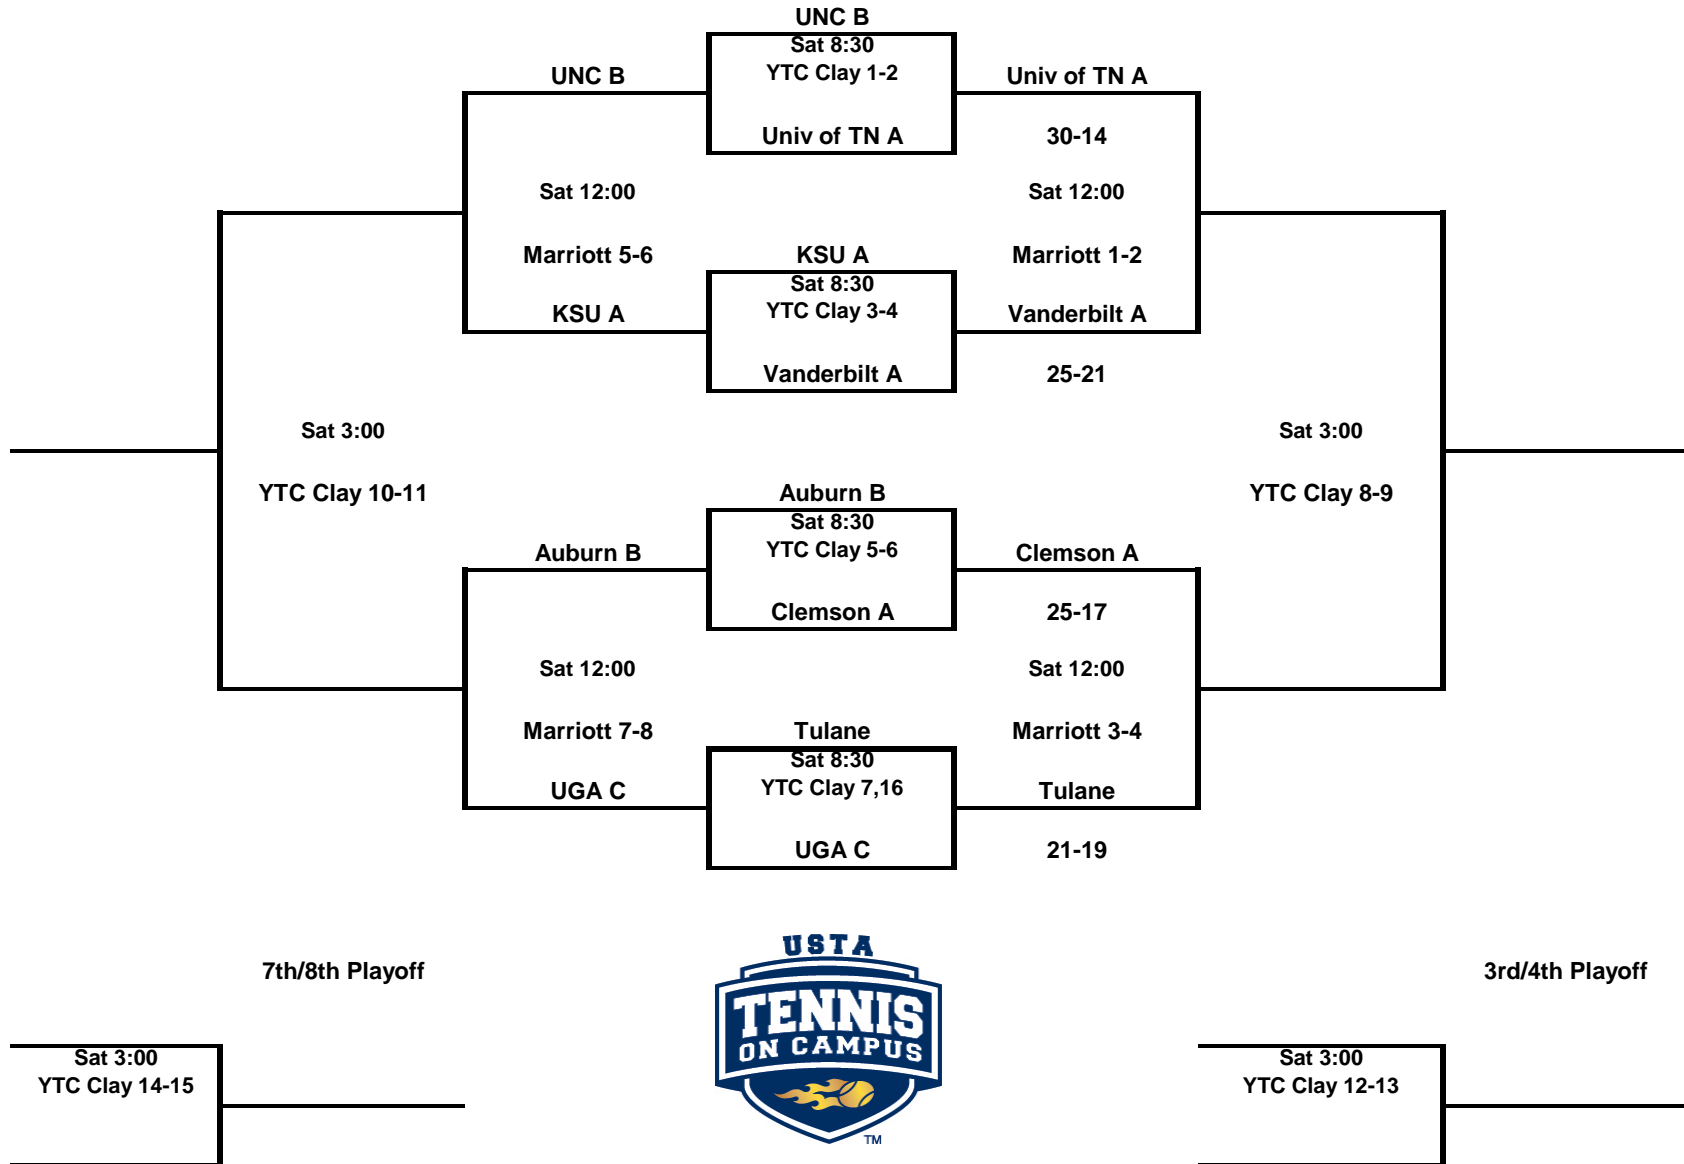 UNC B
Sat 8:30
UNC B YTC Clay 1-2 Univ of TN A
Univ of TN A 30-14
Sat 12:00 Sat 12:00
Marriott 5-6 KSU A Marriott 1-2
Sat 8:30
KSU A YTC Clay 3-4 Vanderbilt A
Vanderbilt A 25-21
Sat 3:00 Sat 3:00
YTC Clay 10-11 Auburn B YTC Clay 8-9
Sat 8:30
Auburn B YTC Clay 5-6 Clemson A
Clemson A 25-17
Sat 12:00 Sat 12:00
Marriott 7-8 Tulane Marriott 3-4
Sat 8:30
UGA C YTC Clay 7,16 Tulane
UGA C 21-19
USTA
7th/8th Playoff 3rd/4th Playoff
TENNIS
ON CAMPUS
Sat 3:00 Sat 3:00
YTC Clay 14-15 YTC Clay 12-13
TM